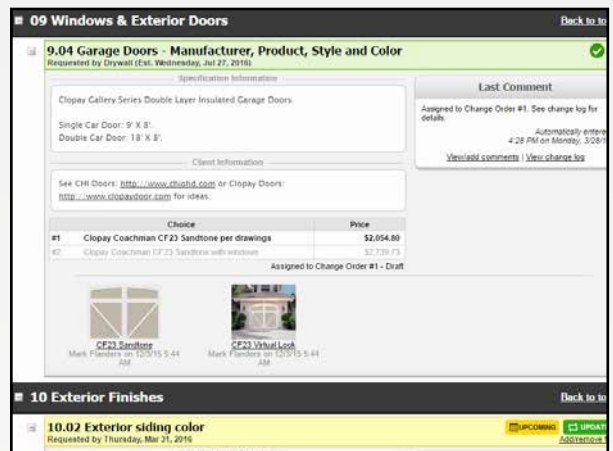 09 Windows & Exterior Doors
Back to to
9.04 Garage Doors - Manufacturer, Product, Style and Color
Requested by Drywall (Est. Wednesday, Jul 27, 2016)
Specification Information
Clopay Gallery Series Double Layer Insulated Garage Doors.
Single Car Door: 9' X 8'.
Double Car Door: 18' X 8'.
Client Information
See CHI Doors: http://www.chiohd.com or Clopay Doors:
http://www.clopaydoor.com for ideas.
Choice Price
#1 Clopay Coachman CF23 Sandtone per drawings $2,054.80
#2 Clopay Coachman CF23 Sandtone with windows $2,739.73
Assigned to Change Order #1 - Draft
CF23 Sandtone
Mark Flanders on 12/3/15 5:44
AM
CF23 Virtual Look
Mark Flanders on 12/3/15 5:44
AM
Last Comment
Assigned to Change Order #1. See change log for
details.
Automatically entere
4:26 PM on Monday, 3/28/1
View/add comments | View change log
10 Exterior Finishes
Back to to
10.02 Exterior siding color
Requested by Thursday, Mar 31, 2016
UPCOMING
UPDAT
Add/remove